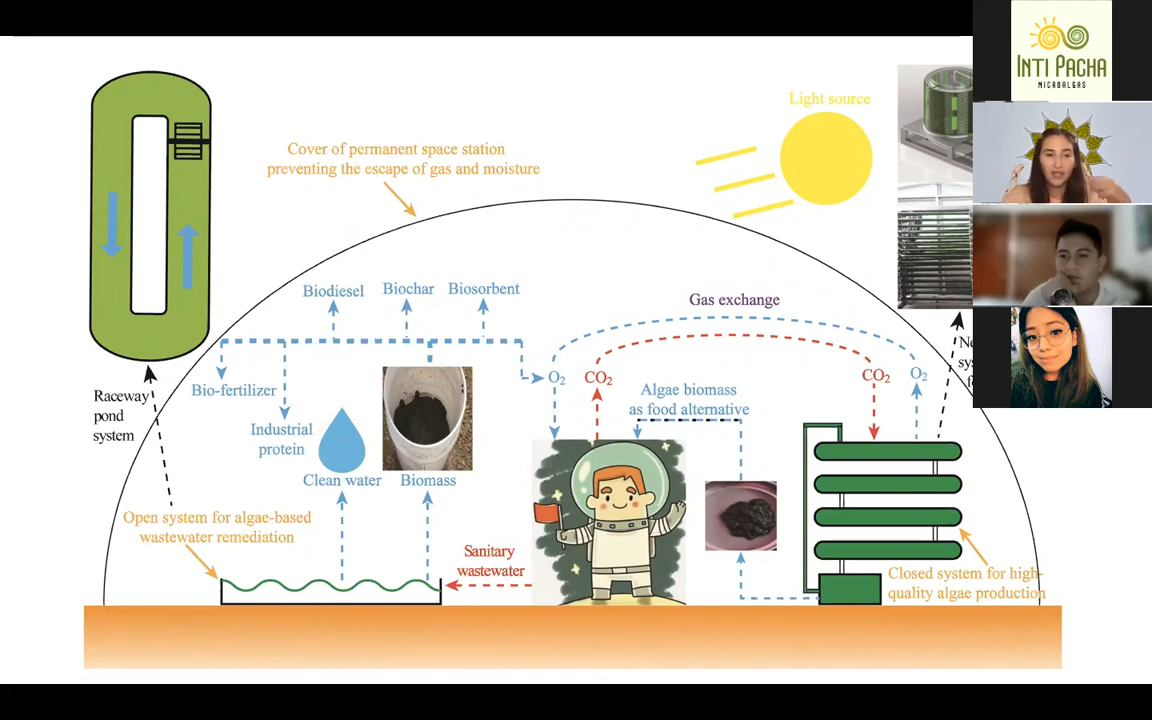 INTI PACHA
MICROALGAS
Light source
Cover of permanent space station
preventing the escape of gas and moisture
Biodiesel
Biochar
Biosorbent
Gas exchange
O₂
CO₂
CO₂
O₂
Bio-fertilizer
Raceway
pond
system
Industrial
protein
Algae biomass
as food alternative
Clean water
Biomass
Open system for algae-based
wastewater remediation
Sanitary
wastewater
Closed system for high-
quality algae production